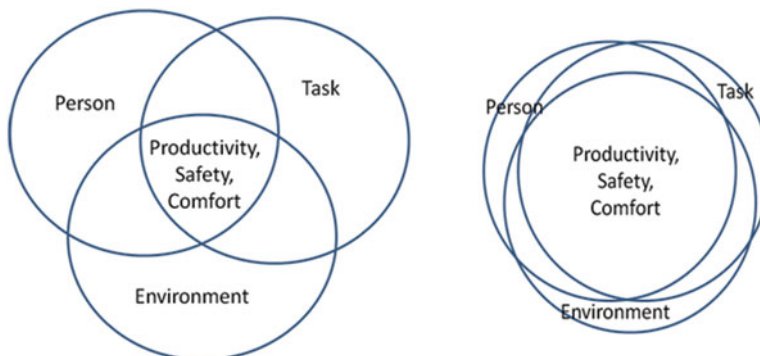 Person
Task
Productivity,
Safety,
Comfort
Environment
Person
Task
Productivity,
Safety,
Comfort
Environment